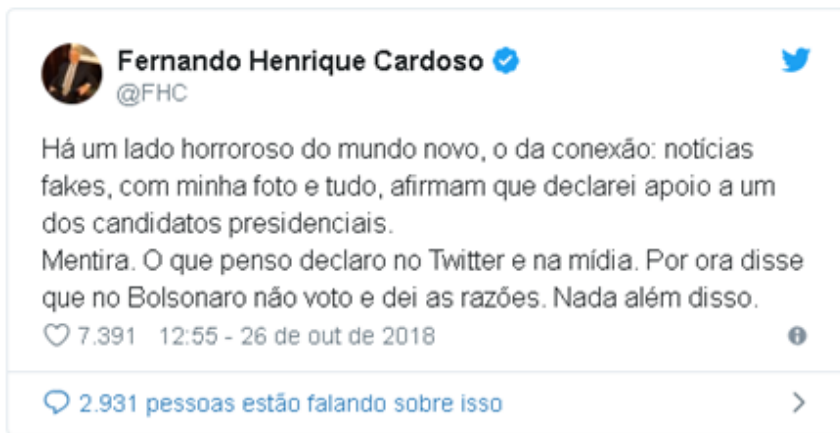 Fernando Henrique Cardoso
@FHC
Há um lado horroroso do mundo novo, o da conexão: notícias
fakes, com minha foto e tudo, afirmam que declarei apoio a um
dos candidatos presidenciais.
Mentira. O que penso declaro no Twitter e na mídia. Por ora disse
que no Bolsonaro não voto e dei as razões. Nada além disso.
7.391 12:55 - 26 de out de 2018
2.931 pessoas estão falando sobre isso